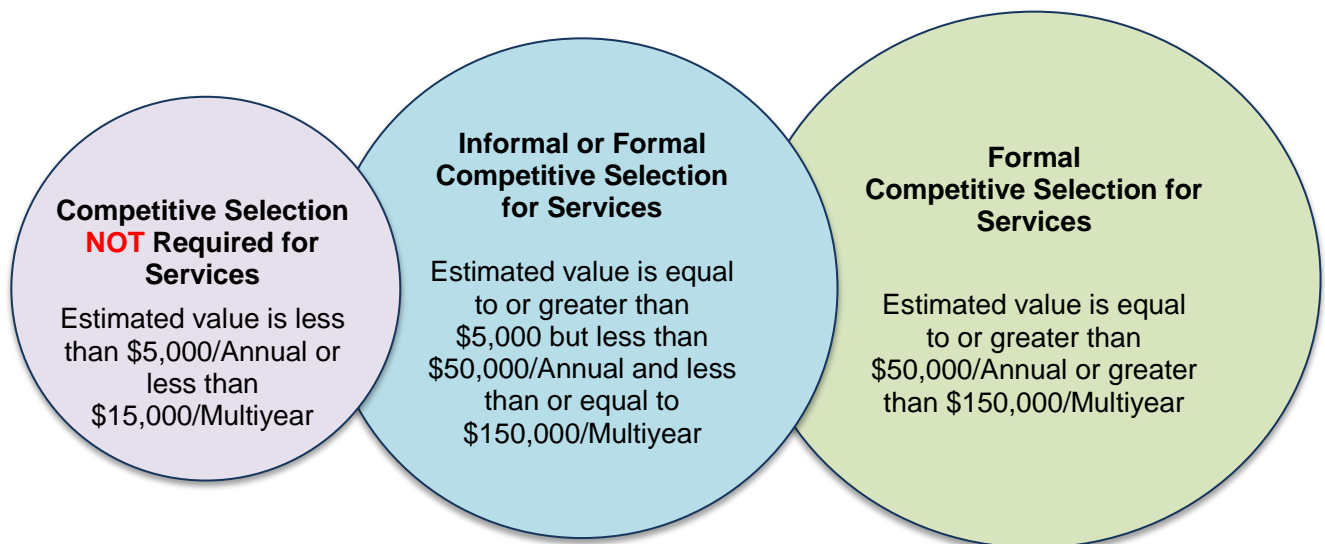 Competitive Selection
NOT Required for
Services
Estimated value is less
than $5,000/Annual or
less than
$15,000/Multiyear
Informal or Formal
Competitive Selection
for Services
Estimated value is equal
to or greater than
$5,000 but less than
$50,000/Annual and less
than or equal to
$150,000/Multiyear
Formal
Competitive Selection for
Services
Estimated value is equal
to or greater than
$50,000/Annual or greater
than $150,000/Multiyear